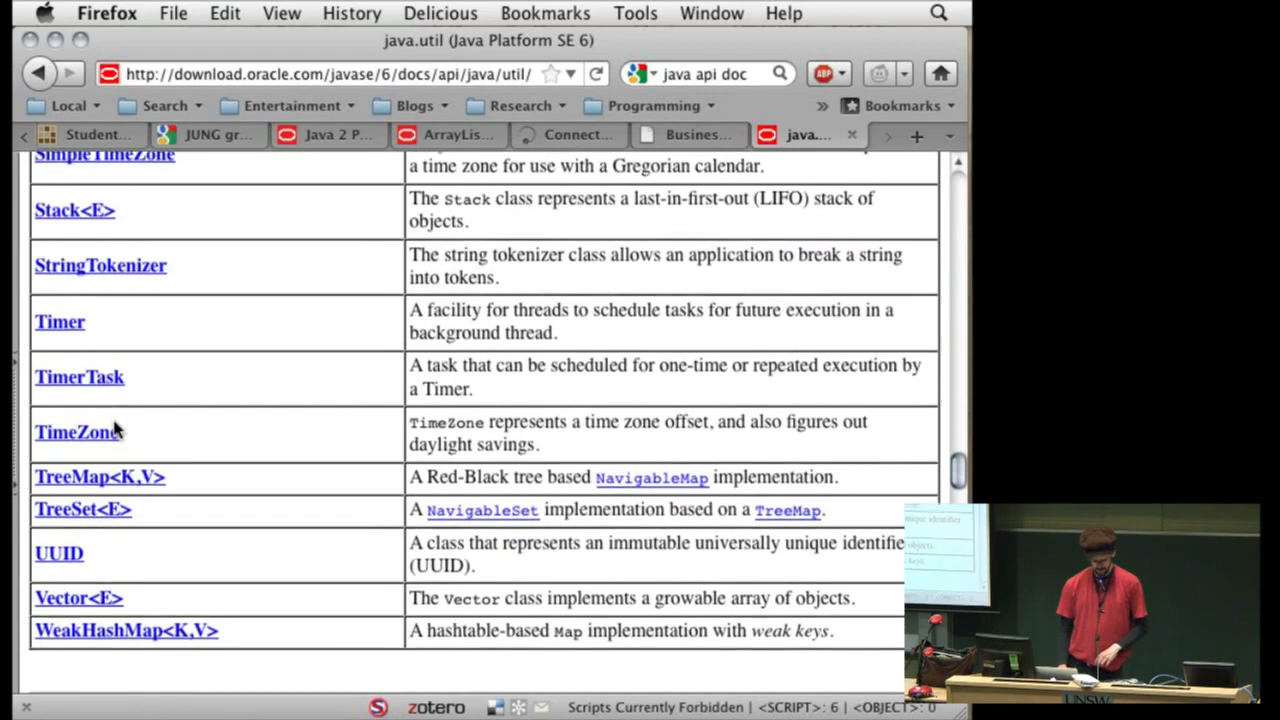 Firefox File Edit View History Delicious Bookmarks Tools Window Help
java.util (Java Platform SE 6)
http://download.oracle.com/javase/6/docs/api/java/util/ java api doc ABP
Local Search Entertainment Blogs Research Programming » Bookmarks
Student... JUNG gr... Java 2 P... ArrayLis... Connect... Busines... java....
SimpleTimeZone
a time zone for use with a Gregorian calendar.
Stack<E>
The Stack class represents a last-in-first-out (LIFO) stack of
objects.
StringTokenizer
The string tokenizer class allows an application to break a string
into tokens.
Timer
A facility for threads to schedule tasks for future execution in a
background thread.
TimerTask
A task that can be scheduled for one-time or repeated execution by
a Timer.
TimeZone
TimeZone represents a time zone offset, and also figures out
daylight savings.
TreeMap<K,V>
A Red-Black tree based NavigableMap implementation.
TreeSet<E>
A NavigableSet implementation based on a TreeMap.
UUID
A class that represents an immutable universally unique identifie
(UUID).
Vector<E>
The Vector class implements a growable array of objects.
WeakHashMap<K,V>
A hashtable-based Map implementation with weak keys.
unique identifier
objects.
keys.
UNSW
zotero Scripts Currently Forbidden | <SCRIPT>: 6 | <OBJECT>: 0